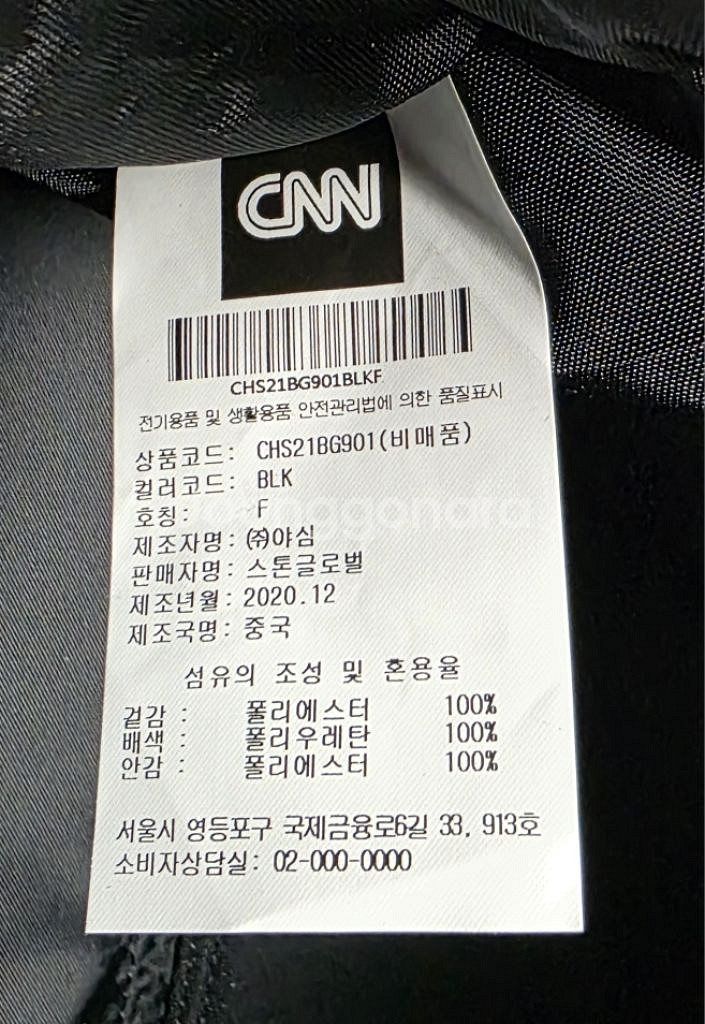 CNN
CHS21BG901BLKF
전기용품 및 생활용품 안전관리법에 의한 품질표시
상품코드: CHS21BG901(비매품)
컬러코드: BLK
호칭: F
제조자명: ㈜야심
판매자명: 스톤글로벌
제조년월: 2020.12
제조국명: 중국
섬유의 조성 및 혼용율
겉감 : 폴리에스터 100%
배색 : 폴리우레탄 100%
안감 : 폴리에스터 100%
서울시 영등포구 국제금융로6길 33, 913호
소비자상담실: 02-000-0000